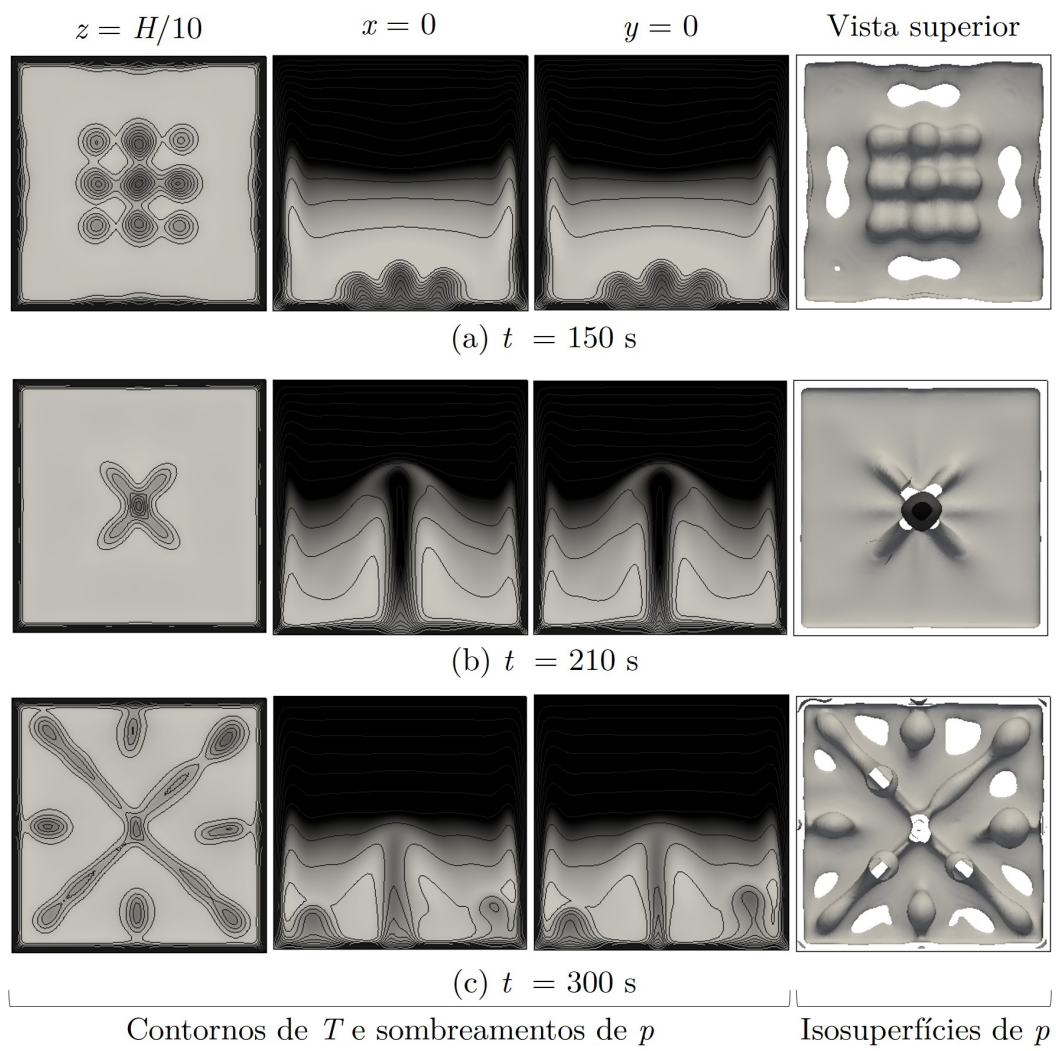 z = H/10 x = 0 y = 0 Vista superior
(a) t = 150 s
(b) t = 210 s
(c) t = 300 s
Contornos de T e sombreamentos de p Isosuperfícies de p